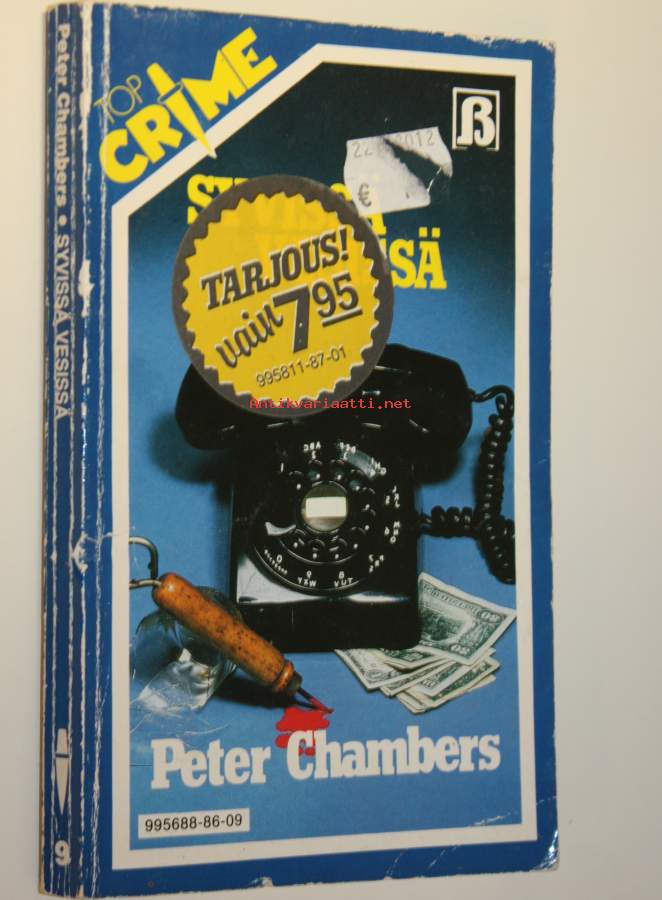 Peter Chambers • SYVISSÄ VESISSÄ
9
TOP
CRIME
ß
€
SYVISSÄ
TARJOUS!
vain 7 95
995811-87-01
Antikvariaatti.net
Peter Chambers
995688-86-09